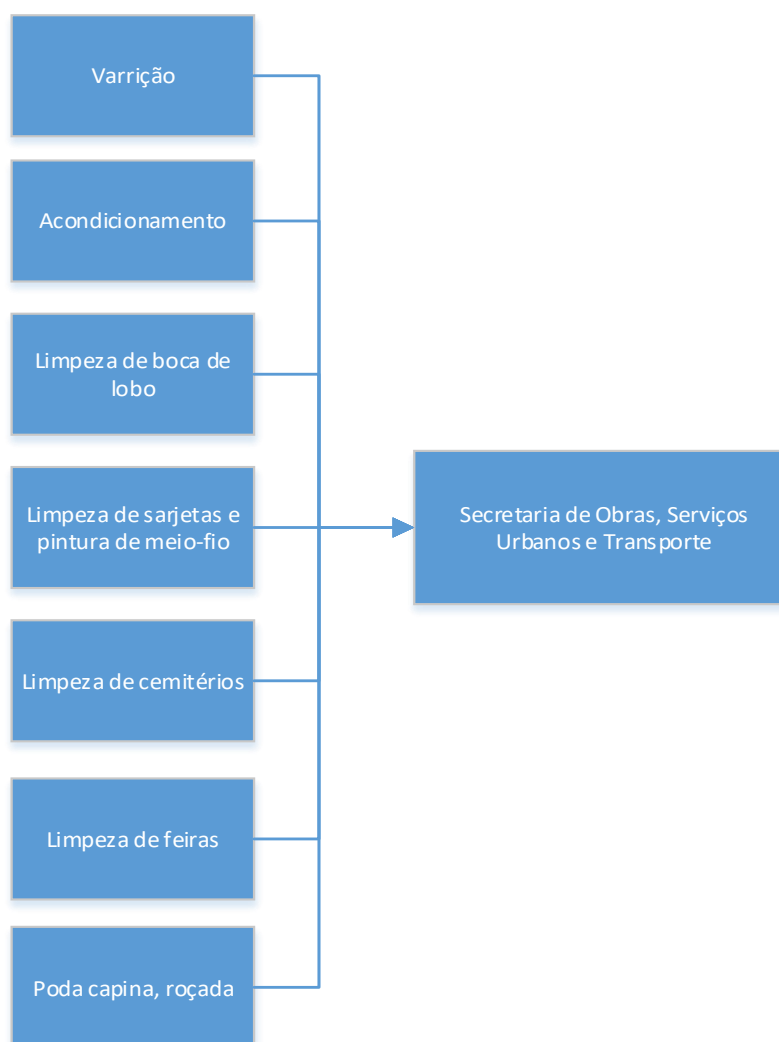 Varrição
Acondicionamento
Limpeza de boca de
lobo
Limpeza de sarjetas e
pintura de meio-fio
Secretaria de Obras, Serviços
Urbanos e Transporte
Limpeza de cemitérios
Limpeza de feiras
Poda capina, roçada